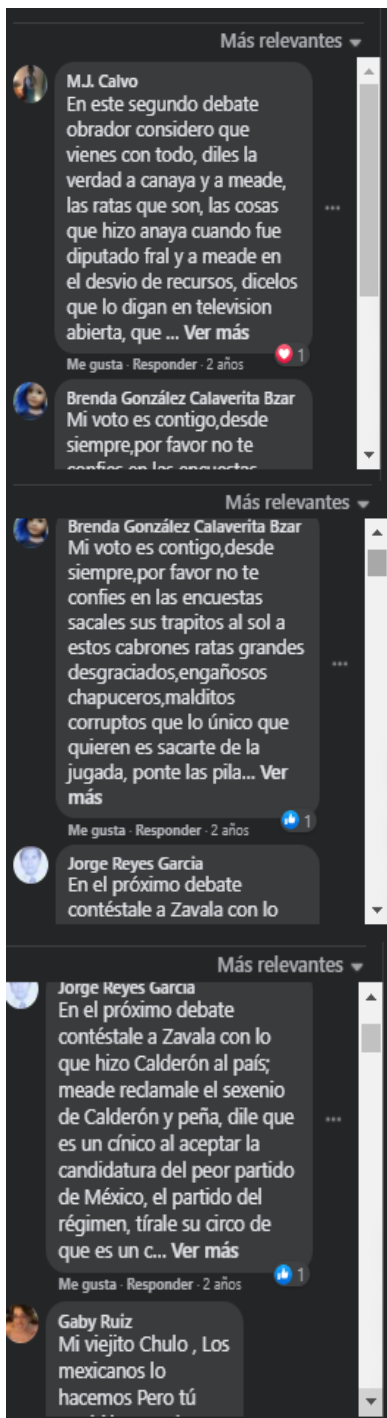 Más relevantes
M.J. Calvo
En este segundo debate
obrador considero que
vienes con todo, diles la
verdad a canaya y a meade,
las ratas que son, las cosas
que hizo anaya cuando fue
diputado fral y a meade en
el desvio de recursos, dicelos
que lo digan en television
abierta, que ... Ver más
1
Me gusta · Responder · 2 años
Brenda González Calaverita Bzar
Mi voto es contigo,desde
siempre,por favor no te
confies en las encuestas
Más relevantes
Brenda González Calaverita Bzar
Mi voto es contigo,desde
siempre,por favor no te
confies en las encuestas
sacales sus trapitos al sol a
estos cabrones ratas grandes
desgraciados,engañosos
chapuceros,malditos
corruptos que lo único que
quieren es sacarte de la
jugada, ponte las pila... Ver
más
1
Me gusta · Responder · 2 años
Jorge Reyes Garcia
En el próximo debate
contéstale a Zavala con lo
Más relevantes
Jorge Reyes Garcia
En el próximo debate
contéstale a Zavala con lo
que hizo Calderón al país;
meade reclamale el sexenio
de Calderón y peña, dile que
es un cínico al aceptar la
candidatura del peor partido
de México, el partido del
régimen, tírale su circo de
que es un c... Ver más
1
Me gusta · Responder · 2 años
Gaby Ruiz
Mi viejito Chulo , Los
mexicanos lo
hacemos Pero tú